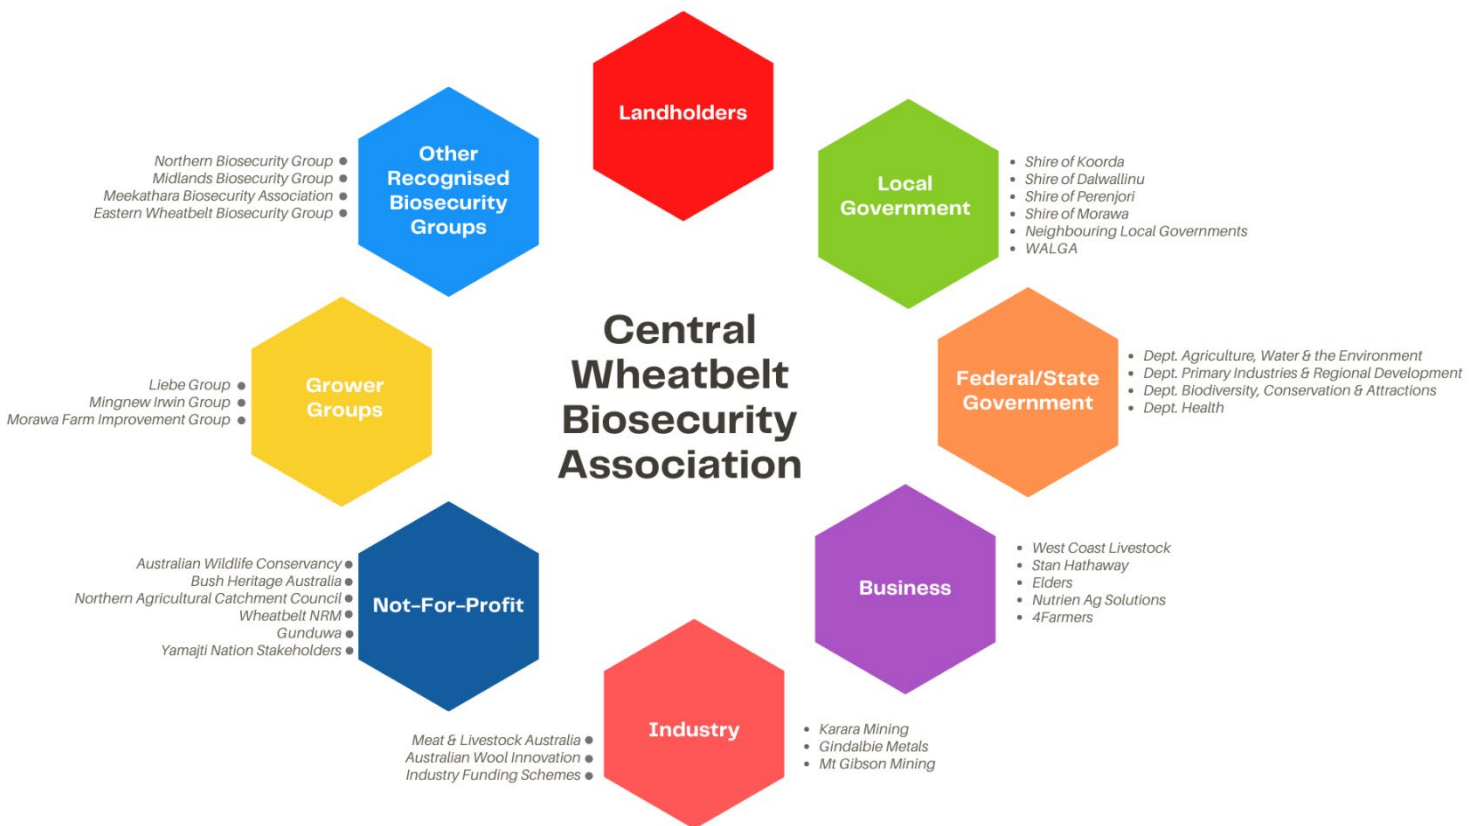 Landholders
Other
Recognised
Biosecurity
Groups
Northern Biosecurity Group
Midlands Biosecurity Group
Meekathara Biosecurity Association
Eastern Wheatbelt Biosecurity Group
Local
Government
Shire of Koorda
Shire of Dalwallinu
Shire of Perenjori
Shire of Morawa
Neighbouring Local Governments
WALGA
Central
Wheatbelt
Biosecurity
Association
Grower
Groups
Liebe Group
Mingnew Irwin Group
Morawa Farm Improvement Group
Federal/State
Government
Dept. Agriculture, Water & the Environment
Dept. Primary Industries & Regional Development
Dept. Biodiversity, Conservation & Attractions
Dept. Health
Not-For-Profit
Australian Wildlife Conservancy
Bush Heritage Australia
Northern Agricultural Catchment Council
Wheatbelt NRM
Gunduwa
Yamajti Nation Stakeholders
Business
West Coast Livestock
Stan Hathaway
Elders
Nutrien Ag Solutions
4Farmers
Industry
Meat & Livestock Australia
Australian Wool Innovation
Industry Funding Schemes
Karara Mining
Gindalbie Metals
Mt Gibson Mining